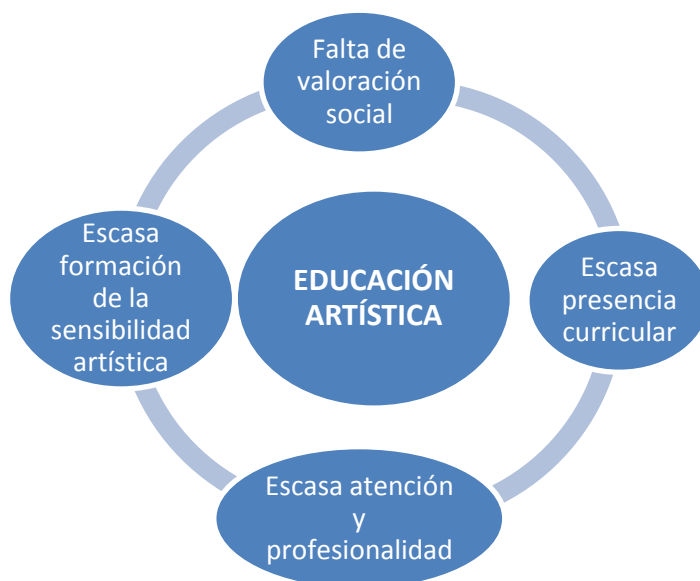 Falta de
valoración
social
Escasa
formación
de la
sensibilidad
artística
EDUCACIÓN
ARTÍSTICA
Escasa
presencia
curricular
Escasa atención
y
profesionalidad